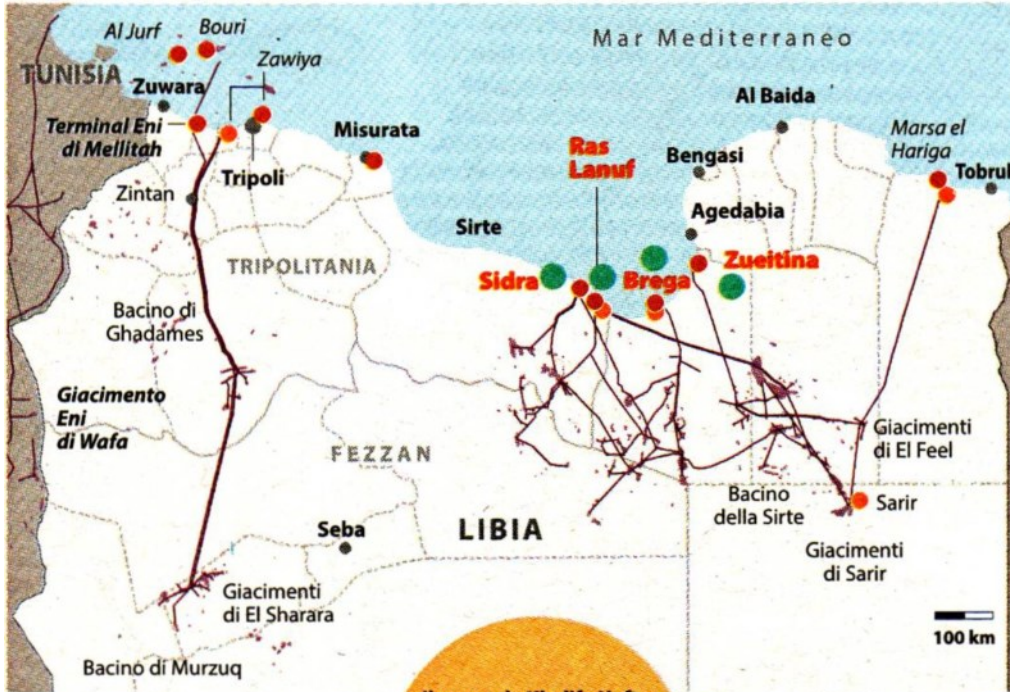 Al Jurf
Bouri
Mar Mediterraneo
TUNISIA
Zawiya
Zuwara
Al Baida
Terminal Eni
di Mellitah
Misurata
Ras
Lanuf
Marsa el
Hariga
Bengasi
Tripoli
Tobruk
Zintan
Agedabia
Sirte
TRIPOLITANIA
Sidra
Brega
Zueitina
Bacino di
Ghadames
Giacimento
Eni
di Wafa
Giacimenti
di El Feel
FEZZAN
Bacino
della Sirte
Sarir
Seba
LIBIA
Giacimenti
di Sarir
Giacimenti
di El Sharara
100 km
Bacino di Murzuq